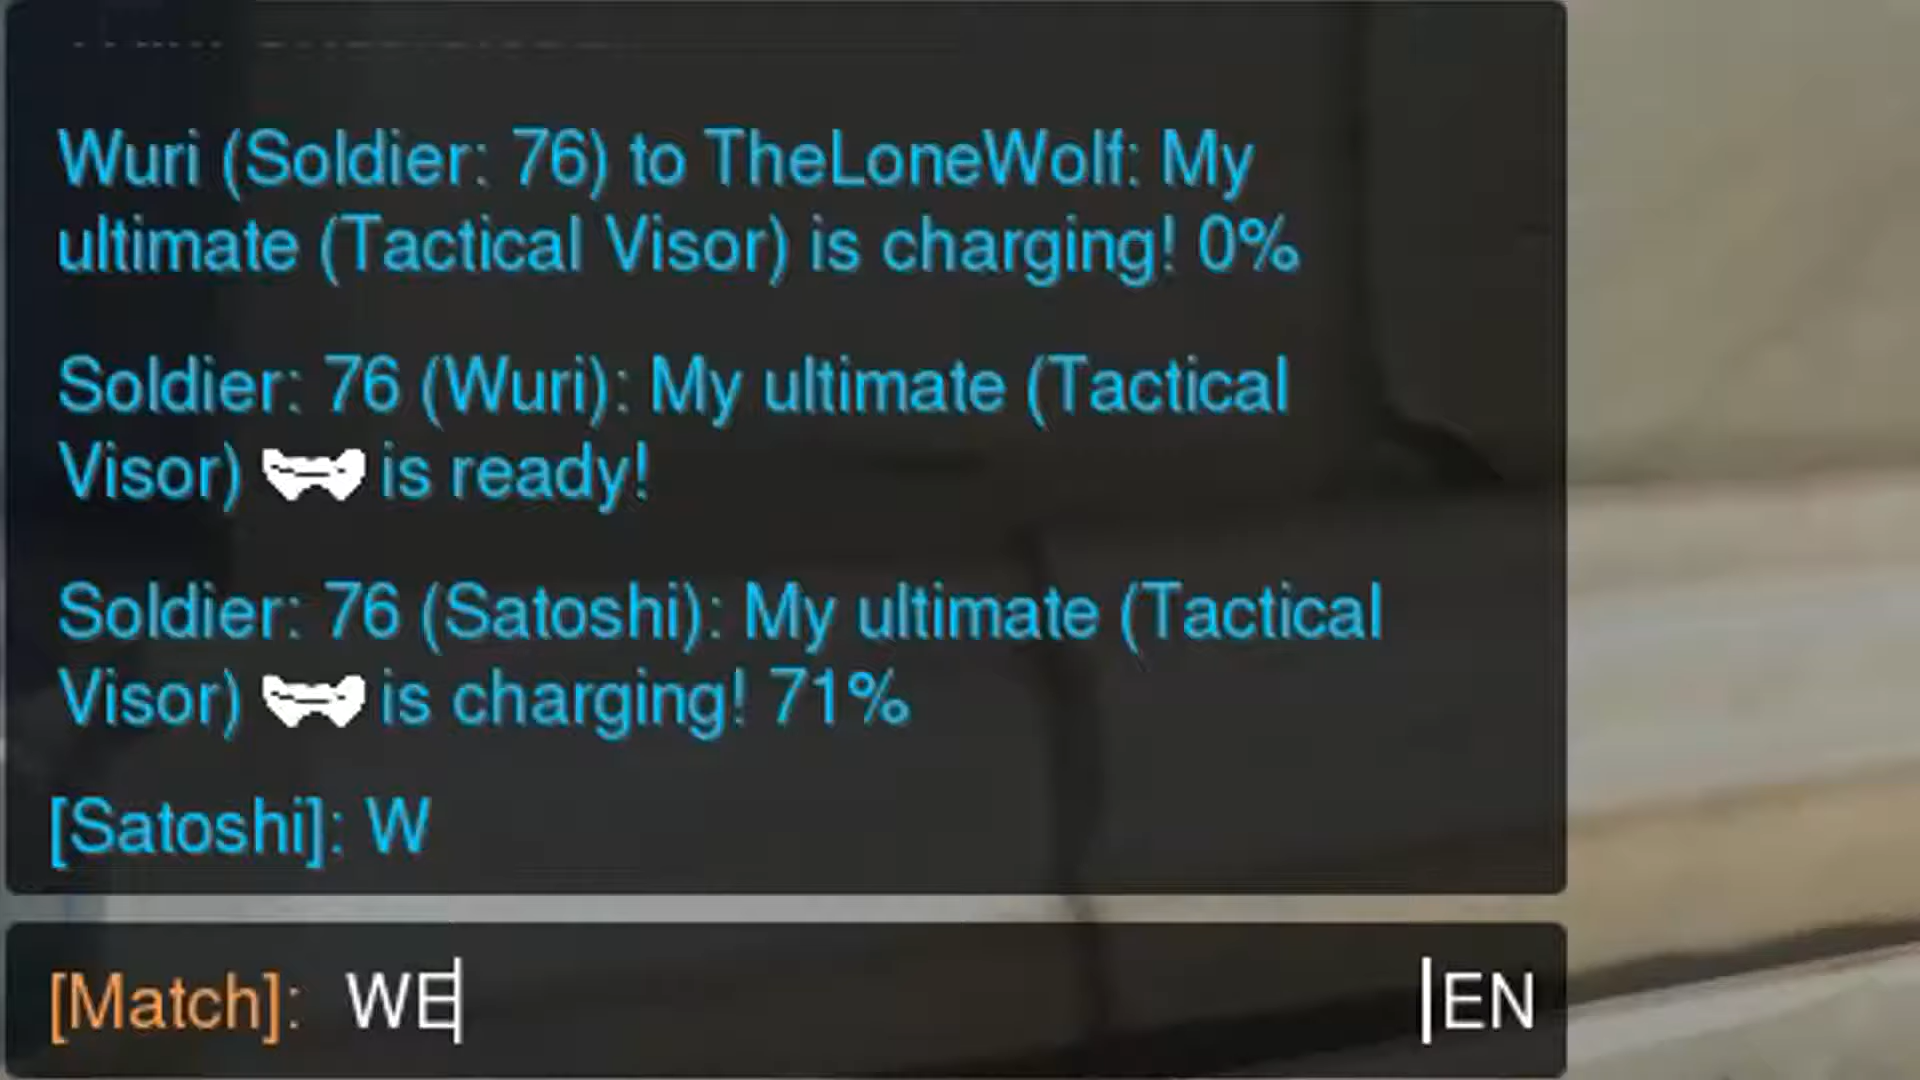 Wuri (Soldier: 76) to TheLoneWolf: My
ultimate (Tactical Visor) is charging! 0%
Soldier: 76 (Wuri): My ultimate (Tactical
Visor) is ready!
Soldier: 76 (Satoshi): My ultimate (Tactical
Visor) is charging! 71%
[Satoshi]: W
[Match]: WE
EN